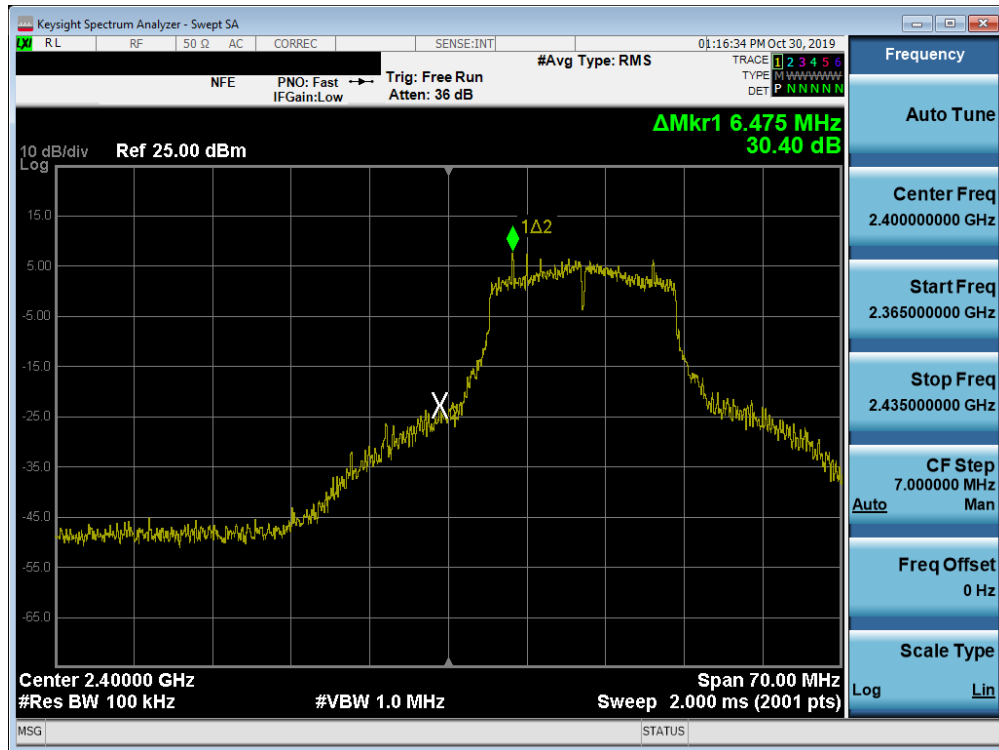 Keysight Spectrum Analyzer - Swept SA
LXI RL RF 50 Ω AC CORREC SENSE:INT 01:16:34 PM Oct 30, 2019
#Avg Type: RMS
TRACE 1 2 3 4 5 6
NFE PNO: Fast Trig: Free Run TYPE M WWWWW
IFGain:Low Atten: 36 dB DET P N N N N N
ΔMkr1 6.475 MHz
30.40 dB
10 dB/div Ref 25.00 dBm
Log
15.0
5.00
-5.00
-15.0
-25.0
-35.0
-45.0
-55.0
-65.0
1Δ2
X2
Center 2.40000 GHz Span 70.00 MHz
#Res BW 100 kHz #VBW 1.0 MHz Sweep 2.000 ms (2001 pts)
MSG STATUS
Frequency
Auto Tune
Center Freq
2.400000000 GHz
Start Freq
2.365000000 GHz
Stop Freq
2.435000000 GHz
CF Step
7.000000 MHz
Auto Man
Freq Offset
0 Hz
Scale Type
Log Lin